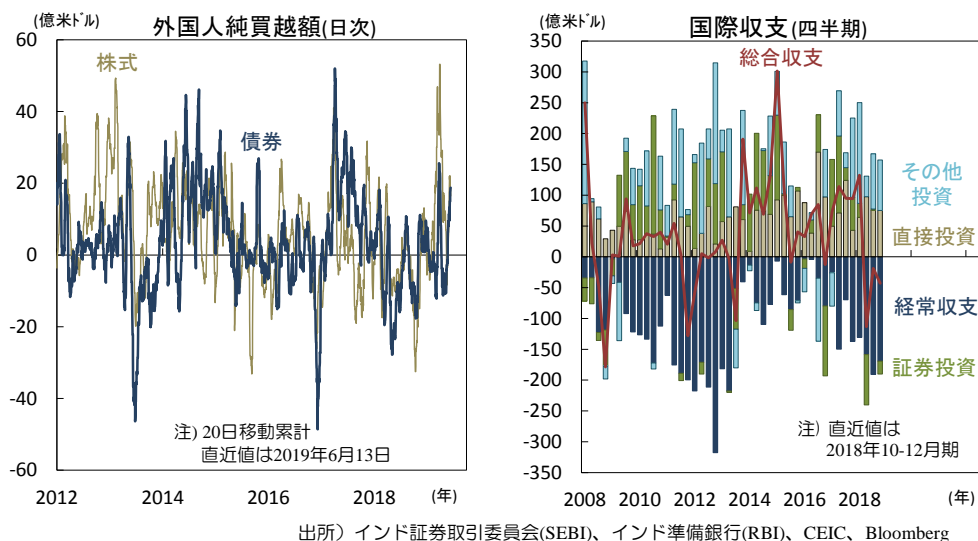 外国人純買越額(日次)
(億米ドル)
60
40
20
0
-20
-40
-60
株式
債券
注) 20日移動累計
直近値は2019年6月13日
2012 2014 2016 2018 (年)
国際収支(四半期)
(億米ドル)
350
300
250
200
150
100
50
0
-50
-100
-150
-200
-250
-300
-350
総合収支
その他
投資
直接投資
経常収支
証券投資
注) 直近値は
2018年10-12月期
2008 2010 2012 2014 2016 2018 (年)
出所）インド証券取引委員会(SEBI)、インド準備銀行(RBI)、CEIC、Bloomberg